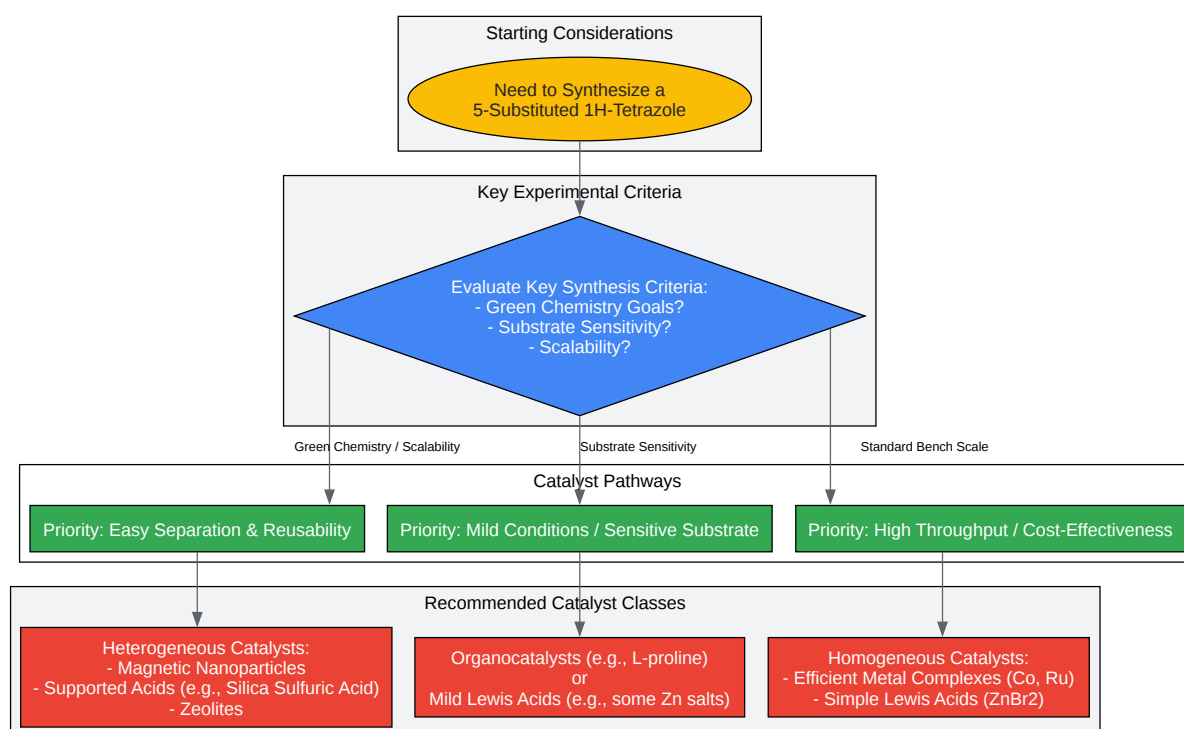 Starting Considerations
Need to Synthesize a
5-Substituted 1H-Tetrazole
Key Experimental Criteria
Evaluate Key Synthesis Criteria:
- Green Chemistry Goals?
- Substrate Sensitivity?
- Scalability?
Green Chemistry / Scalability
Substrate Sensitivity
Standard Bench Scale
Catalyst Pathways
Priority: Easy Separation & Reusability
Priority: Mild Conditions / Sensitive Substrate
Priority: High Throughput / Cost-Effectiveness
Recommended Catalyst Classes
Heterogeneous Catalysts:
- Magnetic Nanoparticles
- Supported Acids (e.g., Silica Sulfuric Acid)
- Zeolites
Organocatalysts (e.g., L-proline)
or
Mild Lewis Acids (e.g., some Zn salts)
Homogeneous Catalysts:
- Efficient Metal Complexes (Co, Ru)
- Simple Lewis Acids (ZnBr2)